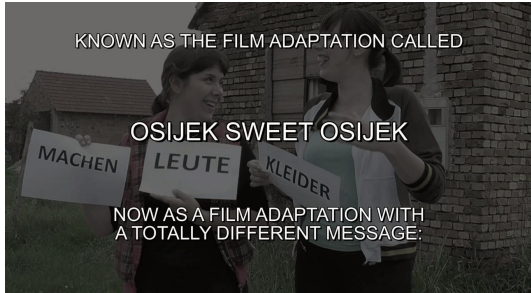 KNOWN AS THE FILM ADAPTATION CALLED
OSIJEK SWEET OSIJEK
MACHEN
LEUTE
KLEIDER
NOW AS A FILM ADAPTATION WITH
A TOTALLY DIFFERENT MESSAGE: